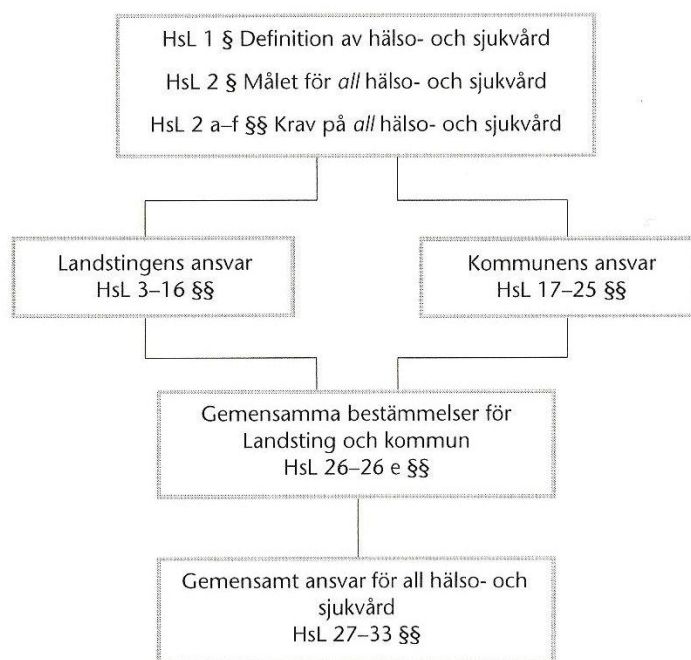 HsL 1 § Definition av hälso- och sjukvård
HsL 2 § Målet för all hälso- och sjukvård
HsL 2 a–f §§ Krav på all hälso- och sjukvård
Landstingens ansvar
HsL 3–16 §§
Kommunens ansvar
HsL 17–25 §§
Gemensamma bestämmelser för
Landsting och kommun
HsL 26–26 e §§
Gemensamt ansvar för all hälso- och
sjukvård
HsL 27–33 §§